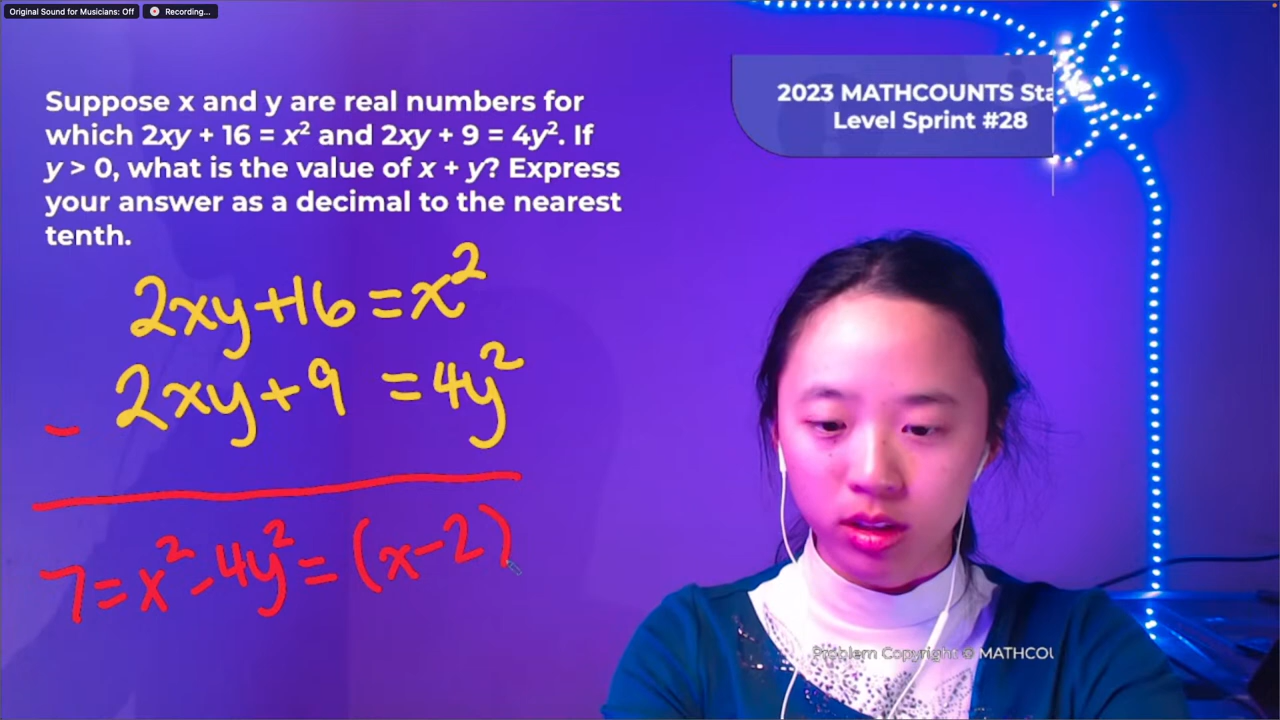 Original Sound for Musicians: Off
Recording...
2023 MATHCOUNTS
Level Sprint #28
Suppose x and y are real numbers for
which 2xy + 16 = x² and 2xy + 9 = 4y². If
y > 0, what is the value of x + y? Express
your answer as a decimal to the nearest
tenth.
2xy+16 = x²
2xy+9 = 4y²
-
7 = x² - 4y² = (x-2)
Problem Copyright ©